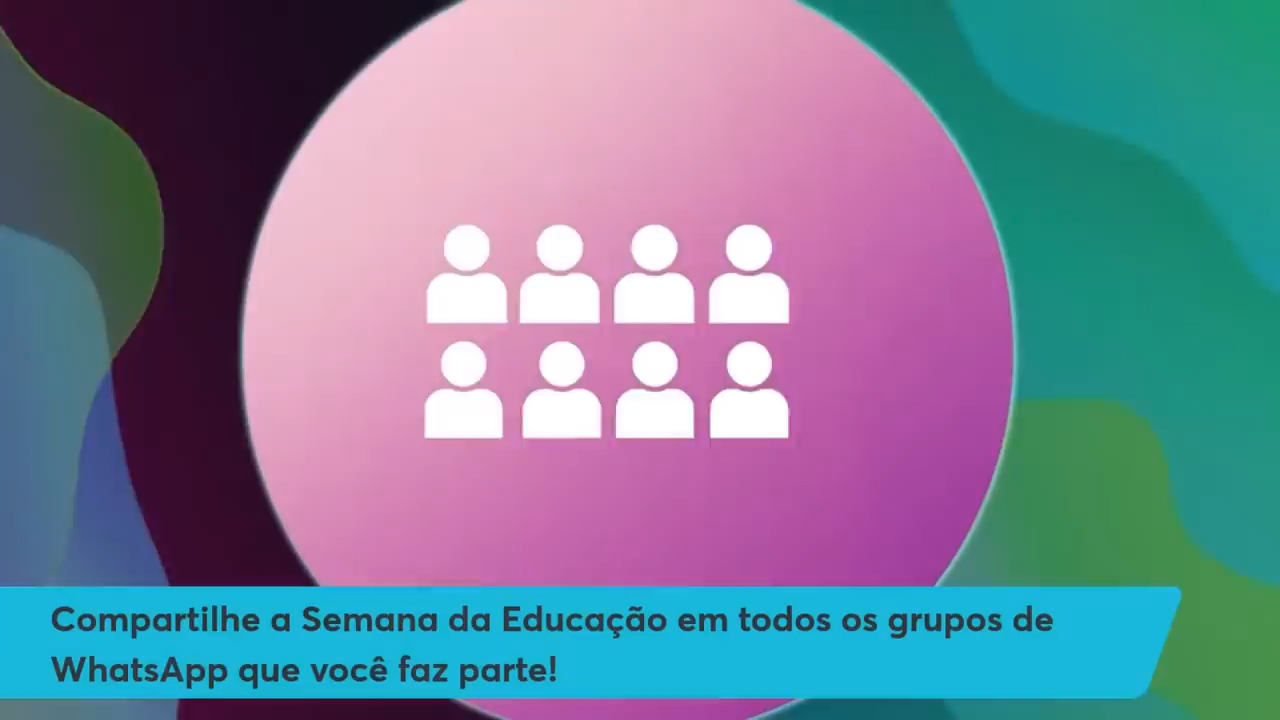 Compartilhe a Semana da Educação em todos os grupos de
WhatsApp que você faz parte!